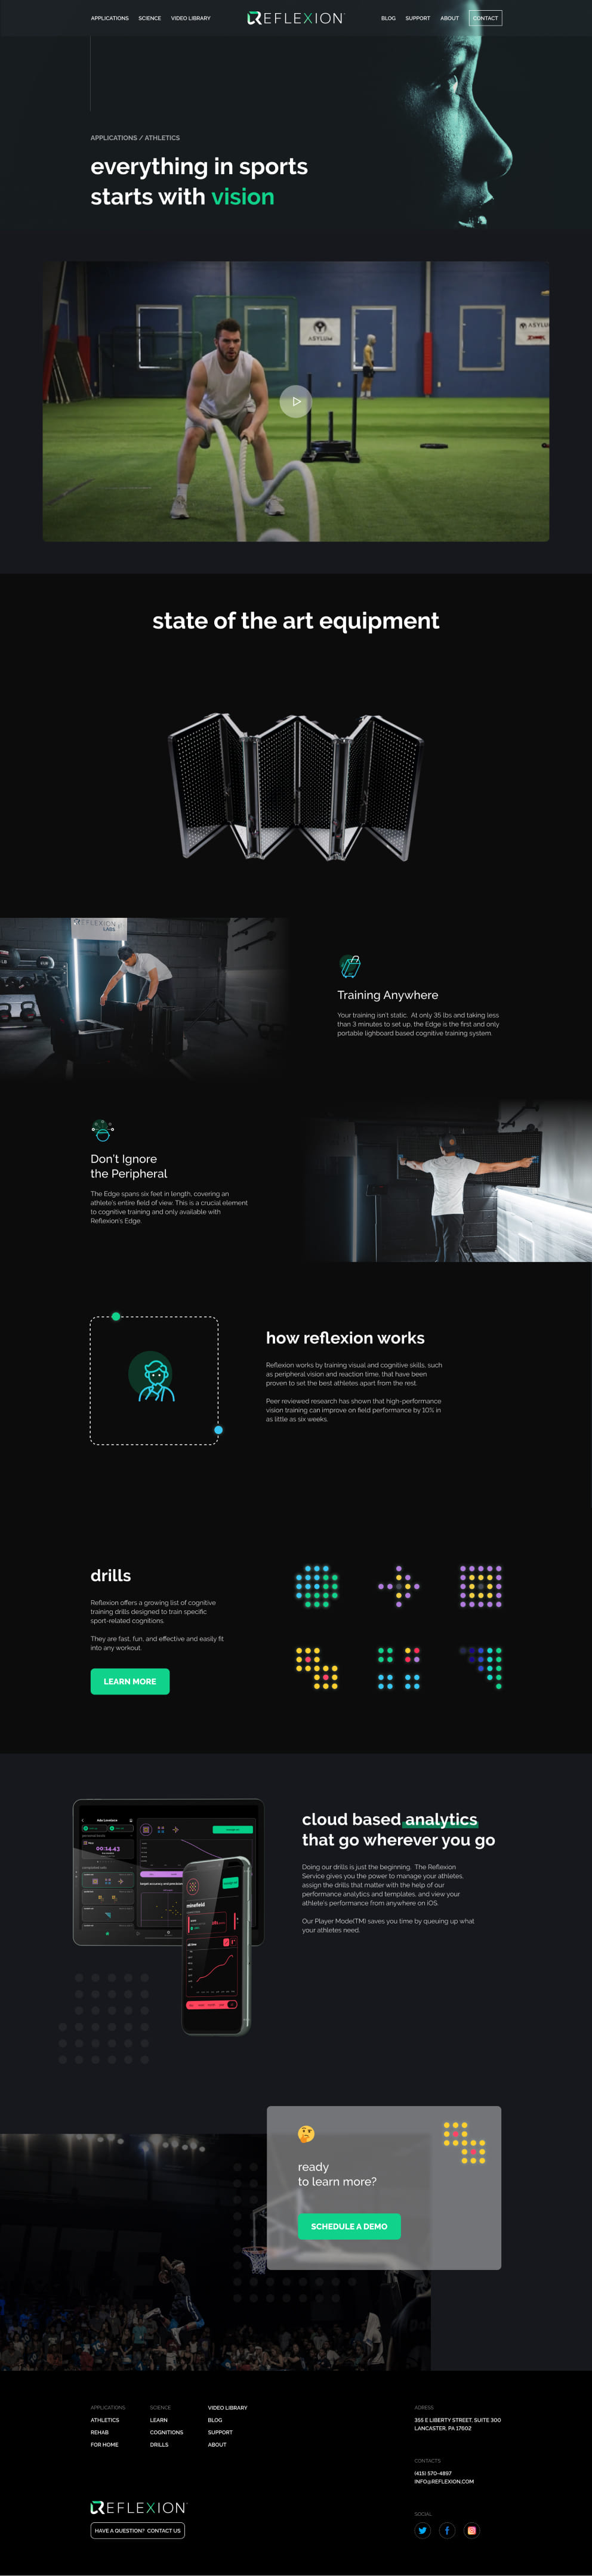 APPLICATIONS SCIENCE VIDEO LIBRARY REFLEXION BLOG SUPPORT ABOUT CONTACT
APPLICATIONS / ATHLETICS
everything in sports
starts with vision
ASYLUM
state of the art equipment
REFLEXION
LABS
Training Anywhere
Your training isn't static. At only 35 lbs and taking less
than 3 minutes to set up, the Edge is the first and only
portable lighboard based cognitive training system.
Don't Ignore
the Peripheral
The Edge spans six feet in length, covering an
athlete's entire field of view. This is a crucial element
to cognitive training and only available with
Reflexion's Edge.
how reflexion works
Reflexion works by training visual and cognitive skills, such
as peripheral vision and reaction time, that have been
proven to set the best athletes apart from the rest.
Peer reviewed research has shown that high-performance
vision training can improve on field performance by 10% in
as little as six weeks.
drills
Reflexion offers a growing list of cognitive
training drills designed to train specific
sport-related cognitions.
They are fast, fun, and effective and easily fit
into any workout.
LEARN MORE
cloud based analytics
that go wherever you go
Doing our drills is just the beginning. The Reflexion
Service gives you the power to manage your athletes,
assign the drills that matter with the help of our
performance analytics and templates, and view your
athlete's performance from anywhere on iOS.
Our Player Model(TM) saves you time by queuing up what
your athletes need.
00:14.43
minefield
ready
to learn more?
SCHEDULE A DEMO
APPLICATIONS SCIENCE VIDEO LIBRARY ADRESS
ATHLETICS LEARN BLOG 355 E LIBERTY STREET, SUITE 300
LANCASTER, PA 17602
REHAB COGNITIONS SUPPORT
FOR HOME DRILLS ABOUT
CONTACTS
(415) 570-4897
INFO@REFLEXION.COM
REFLEXION
SOCIAL
HAVE A QUESTION? CONTACT US